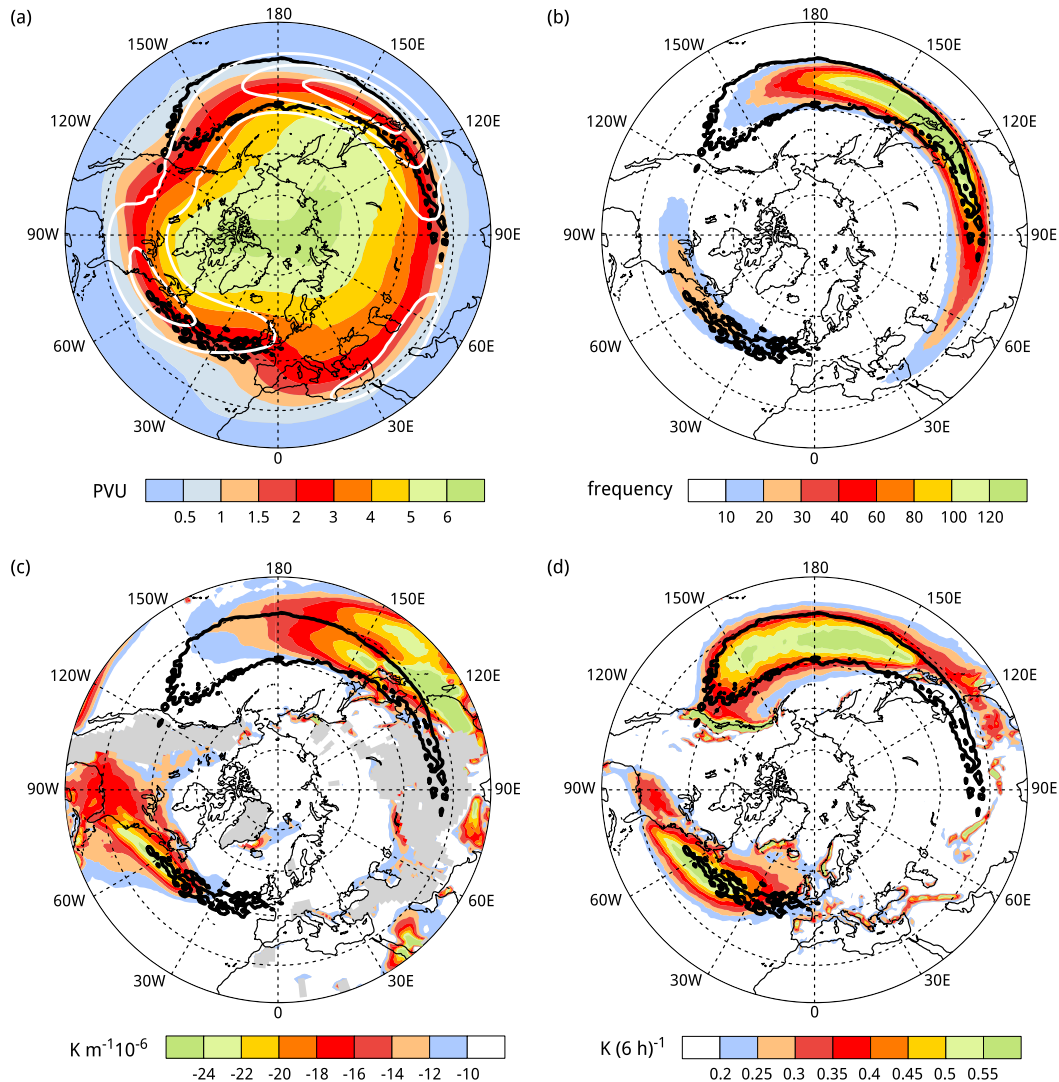 (a)
180
150W
150E
120W
120E
90W
90E
60W
60E
30W
30E
0
PVU
0.5 1 1.5 2 3 4 5 6
(b)
180
150W
150E
120W
120E
90W
90E
60W
60E
30W
30E
0
frequency
10 20 30 40 60 80 100 120
(c)
180
150W
150E
120W
120E
90W
90E
60W
60E
30W
30E
0
K m⁻¹10⁻⁶
-24 -22 -20 -18 -16 -14 -12 -10
(d)
180
150W
150E
120W
120E
90W
90E
60W
60E
30W
30E
0
K (6 h)⁻¹
0.2 0.25 0.3 0.35 0.4 0.45 0.5 0.55